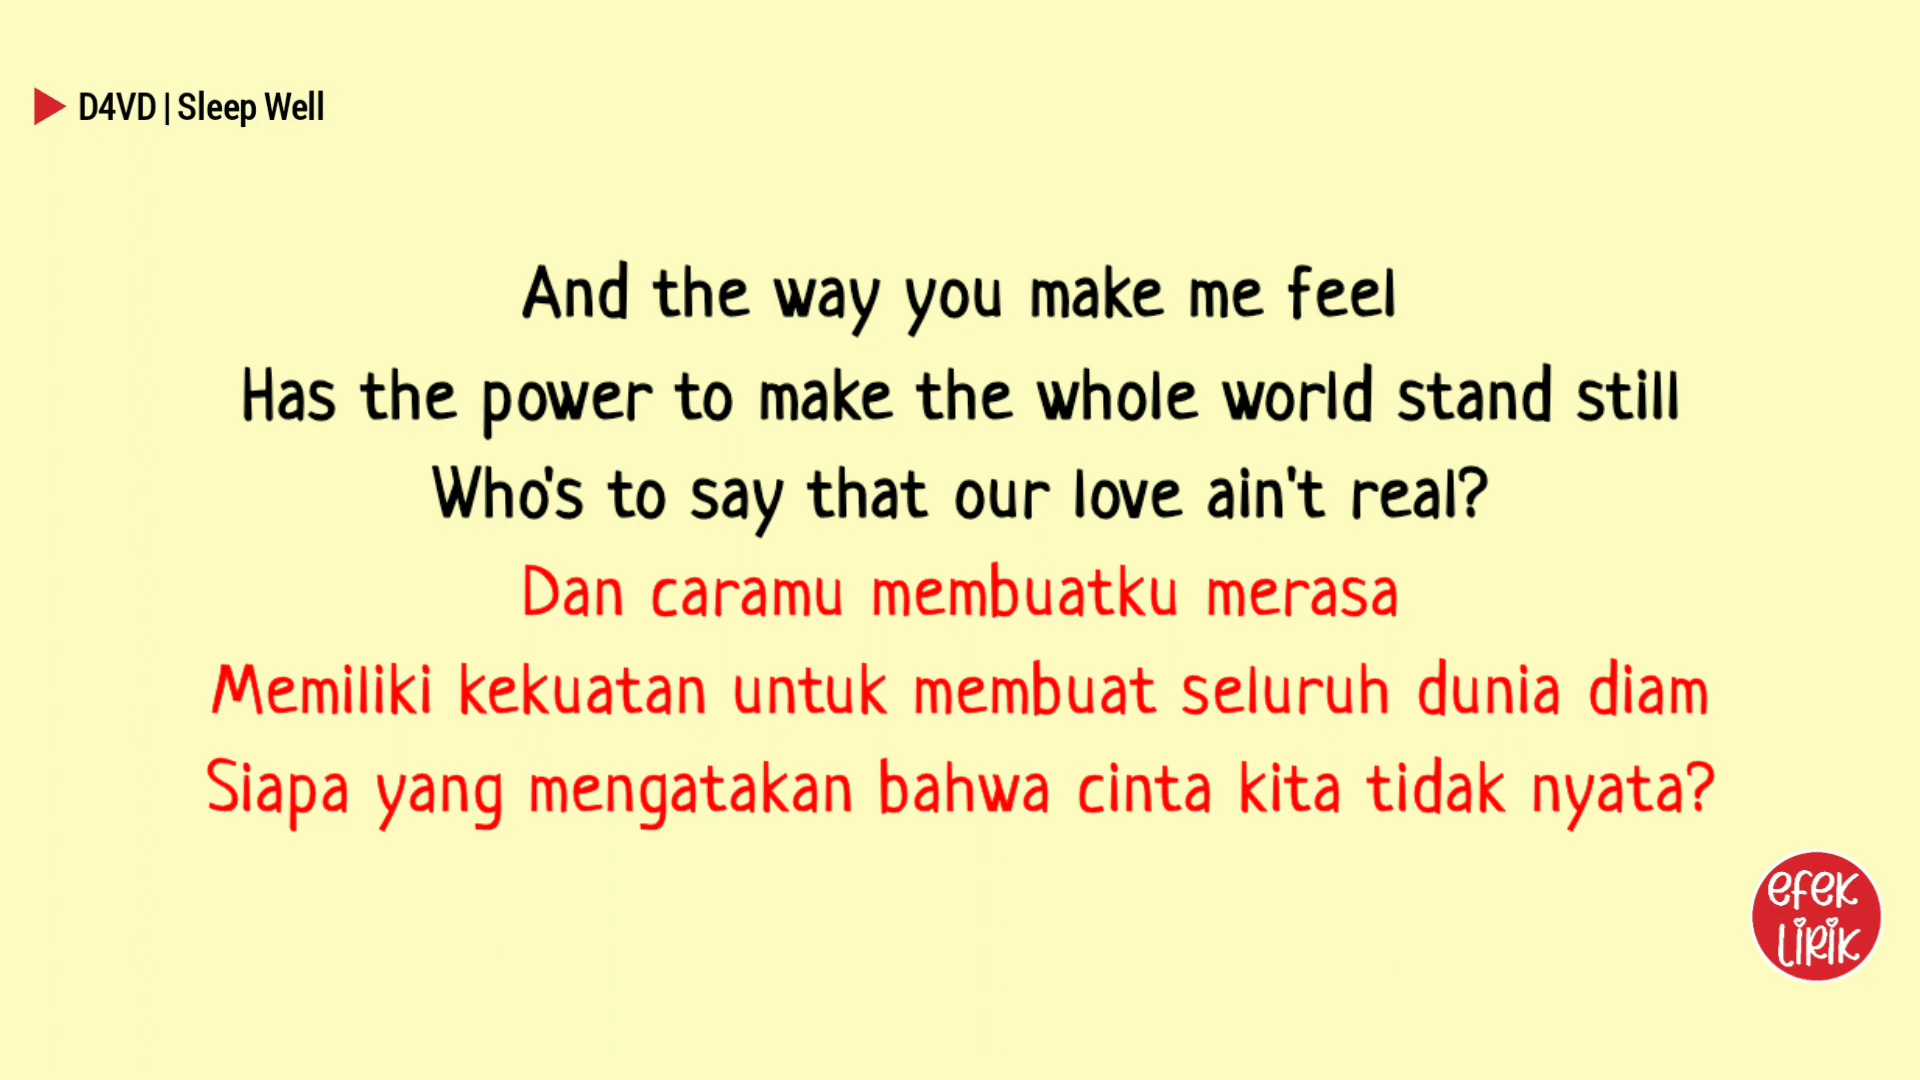 D4VD | Sleep Well
And the way you make me feel
Has the power to make the whole world stand still
Who's to say that our love ain't real?
Dan caramu membuatku merasa
Memiliki kekuatan untuk membuat seluruh dunia diam
Siapa yang mengatakan bahwa cinta kita tidak nyata?
efek
Lirik